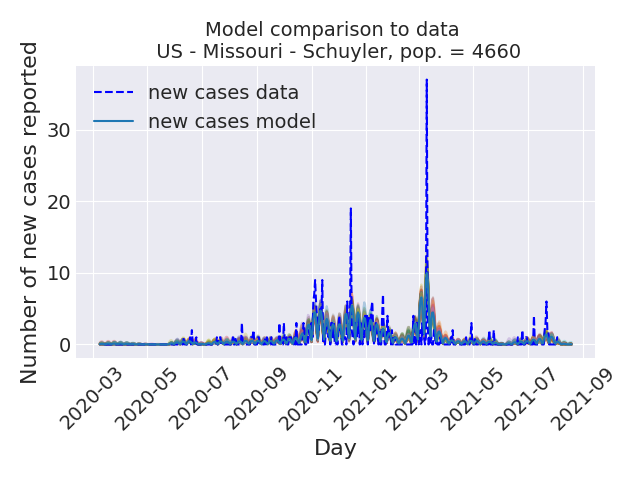 Model comparison to data
US - Missouri - Schuyler, pop. = 4660
Number of new cases reported
new cases data
new cases model
30
20
10
0
2020-03
2020-05
2020-07
2020-09
2020-11
2021-01
2021-03
2021-05
2021-07
2021-09
Day